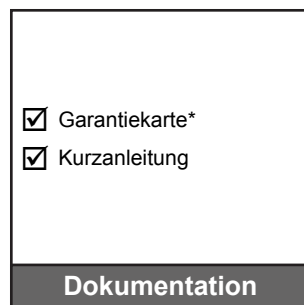 ☑ Garantiekarte*
☑ Kurzanleitung
Dokumentation